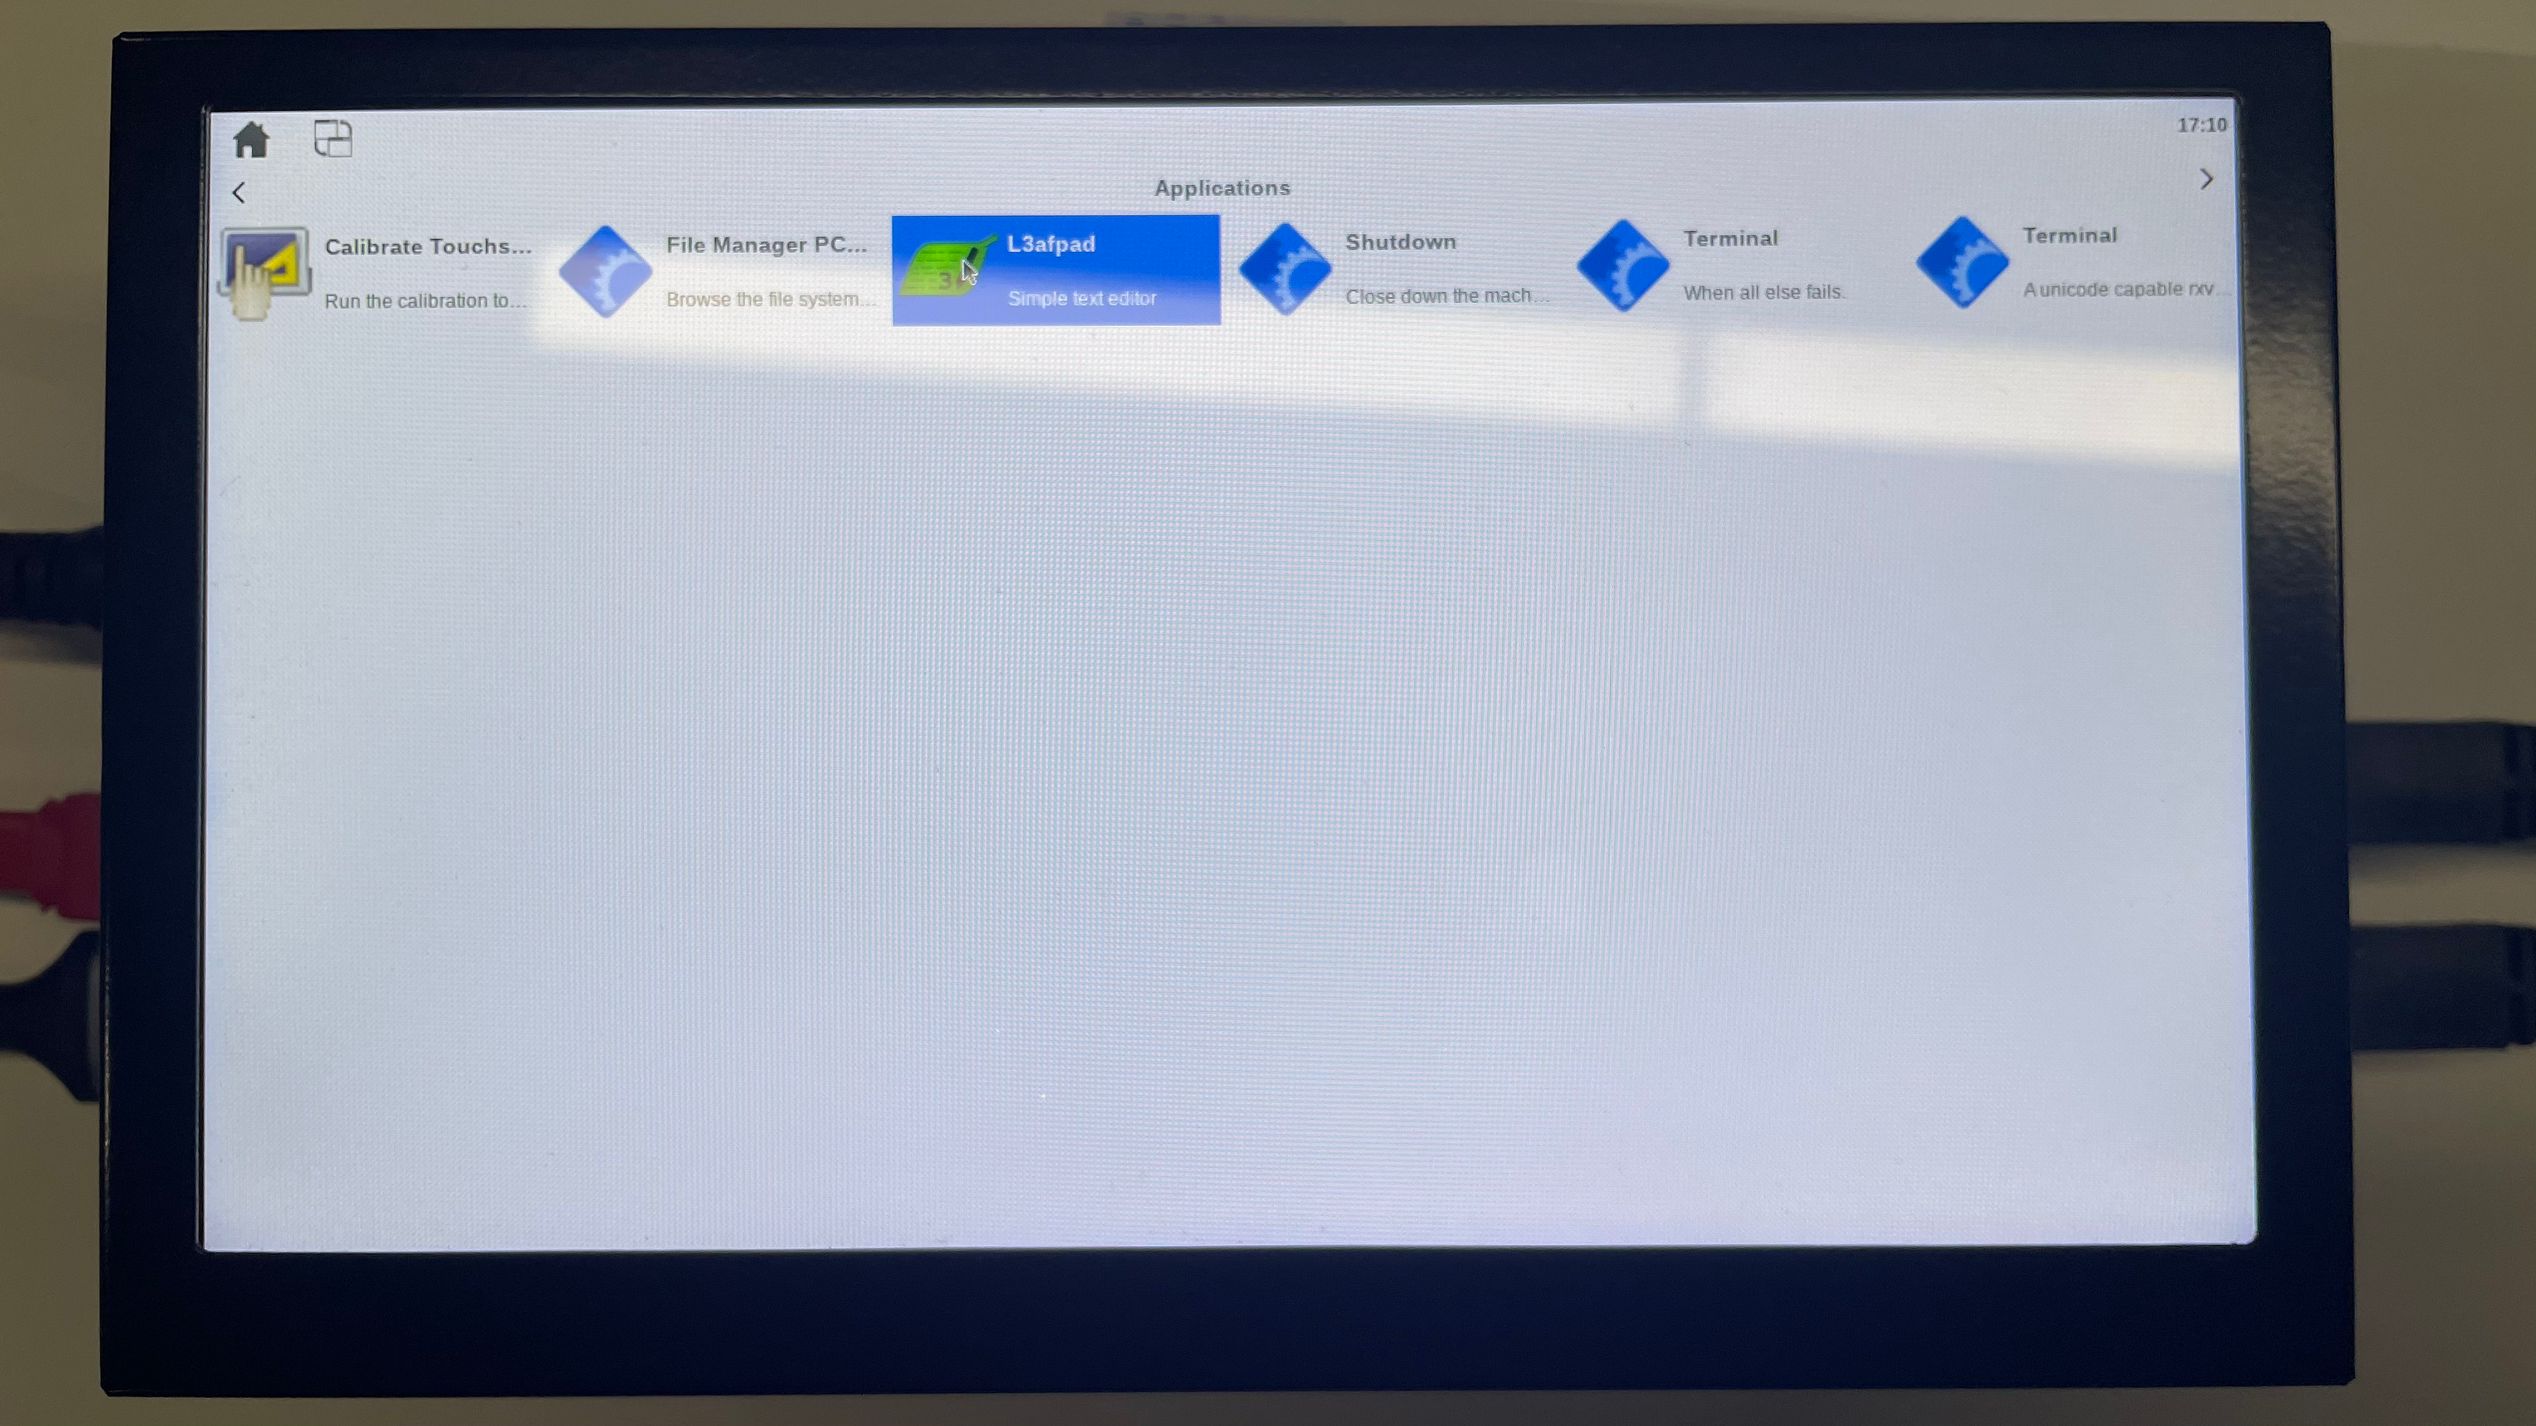 17:10
Applications
Calibrate Touchs...
Run the calibration to...
File Manager PC...
Browse the file system...
L3afpad
Simple text editor
Shutdown
Close down the mach...
Terminal
When all else fails.
Terminal
A unicode capable rxv...